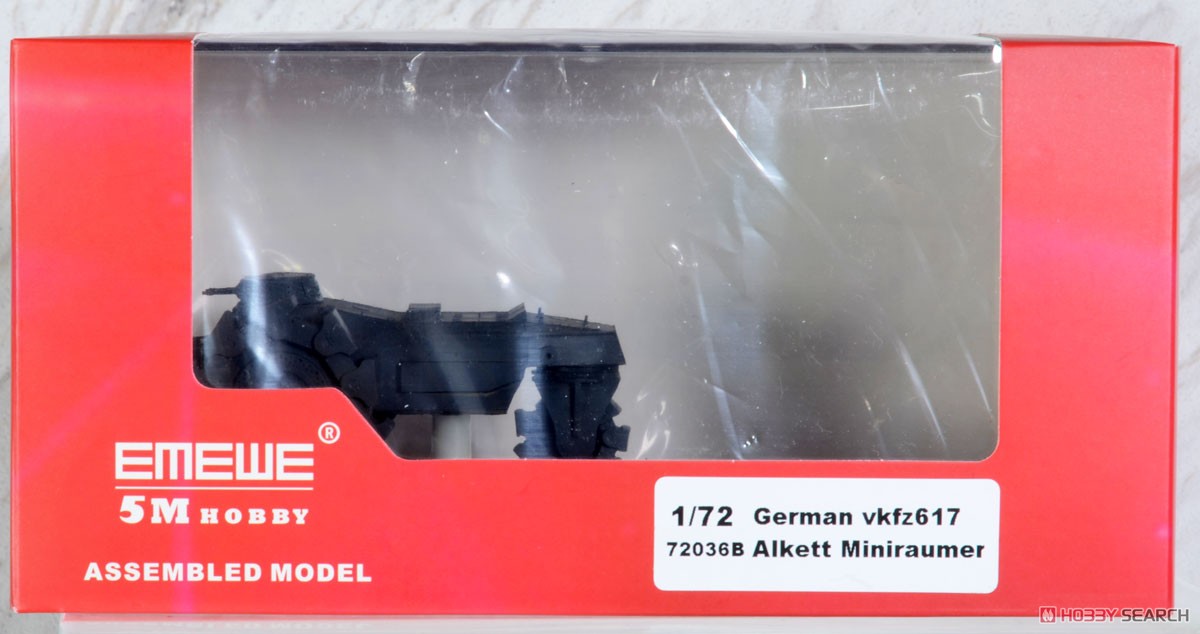 EMEWE®
5M HOBBY
ASSEMBLED MODEL
1/72 German vkfz617
72036B Alkett Miniraumer
HOBBY SEARCH